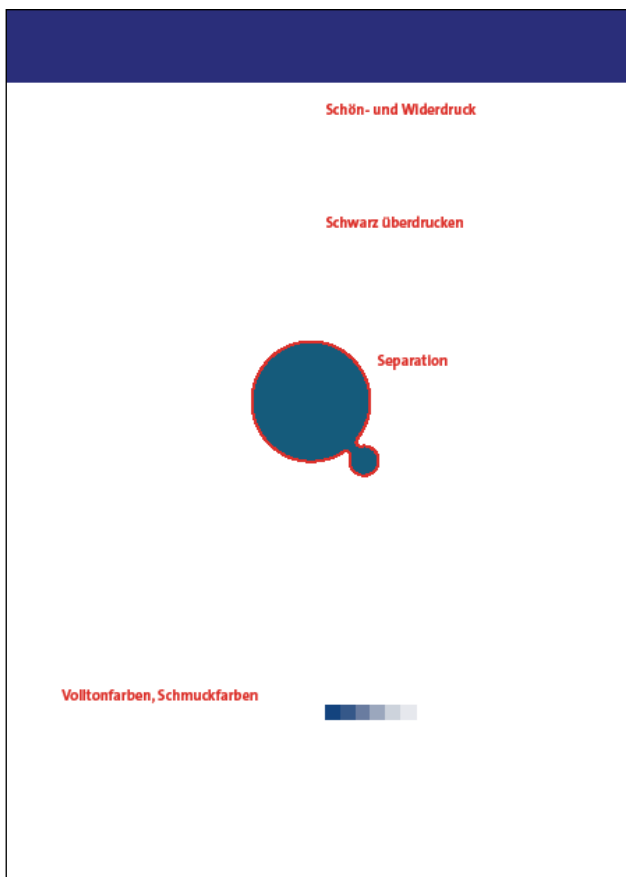 Schön- und Widerdruck
Schwarz überdrucken
Separation
Volltonfarben, Schmuckfarben